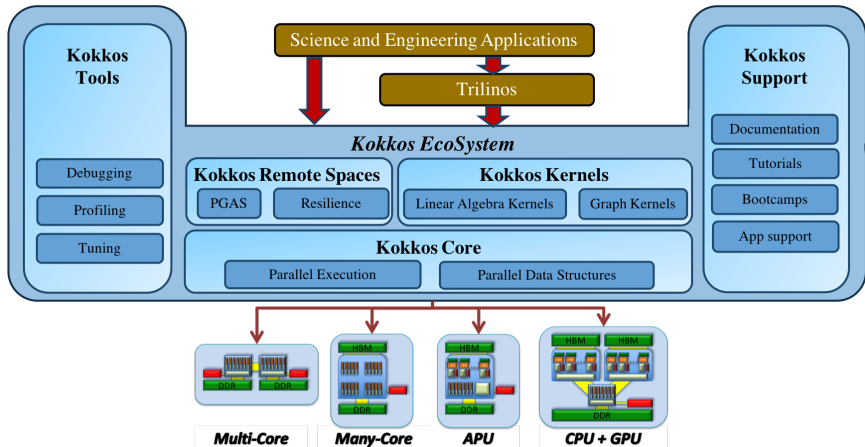 Kokkos
Tools
Debugging
Profiling
Tuning
Science and Engineering Applications
Trilinos
Kokkos EcoSystem
Kokkos Remote Spaces
PGAS
Resilience
Kokkos Kernels
Linear Algebra Kernels
Graph Kernels
Kokkos Core
Parallel Execution
Parallel Data Structures
Kokkos
Support
Documentation
Tutorials
Bootcamps
App support
DDR
DDR
Multi-Core
HBM
DDR
Many-Core
HBM
DDR
APU
HBM
HBM
DDR
CPU + GPU